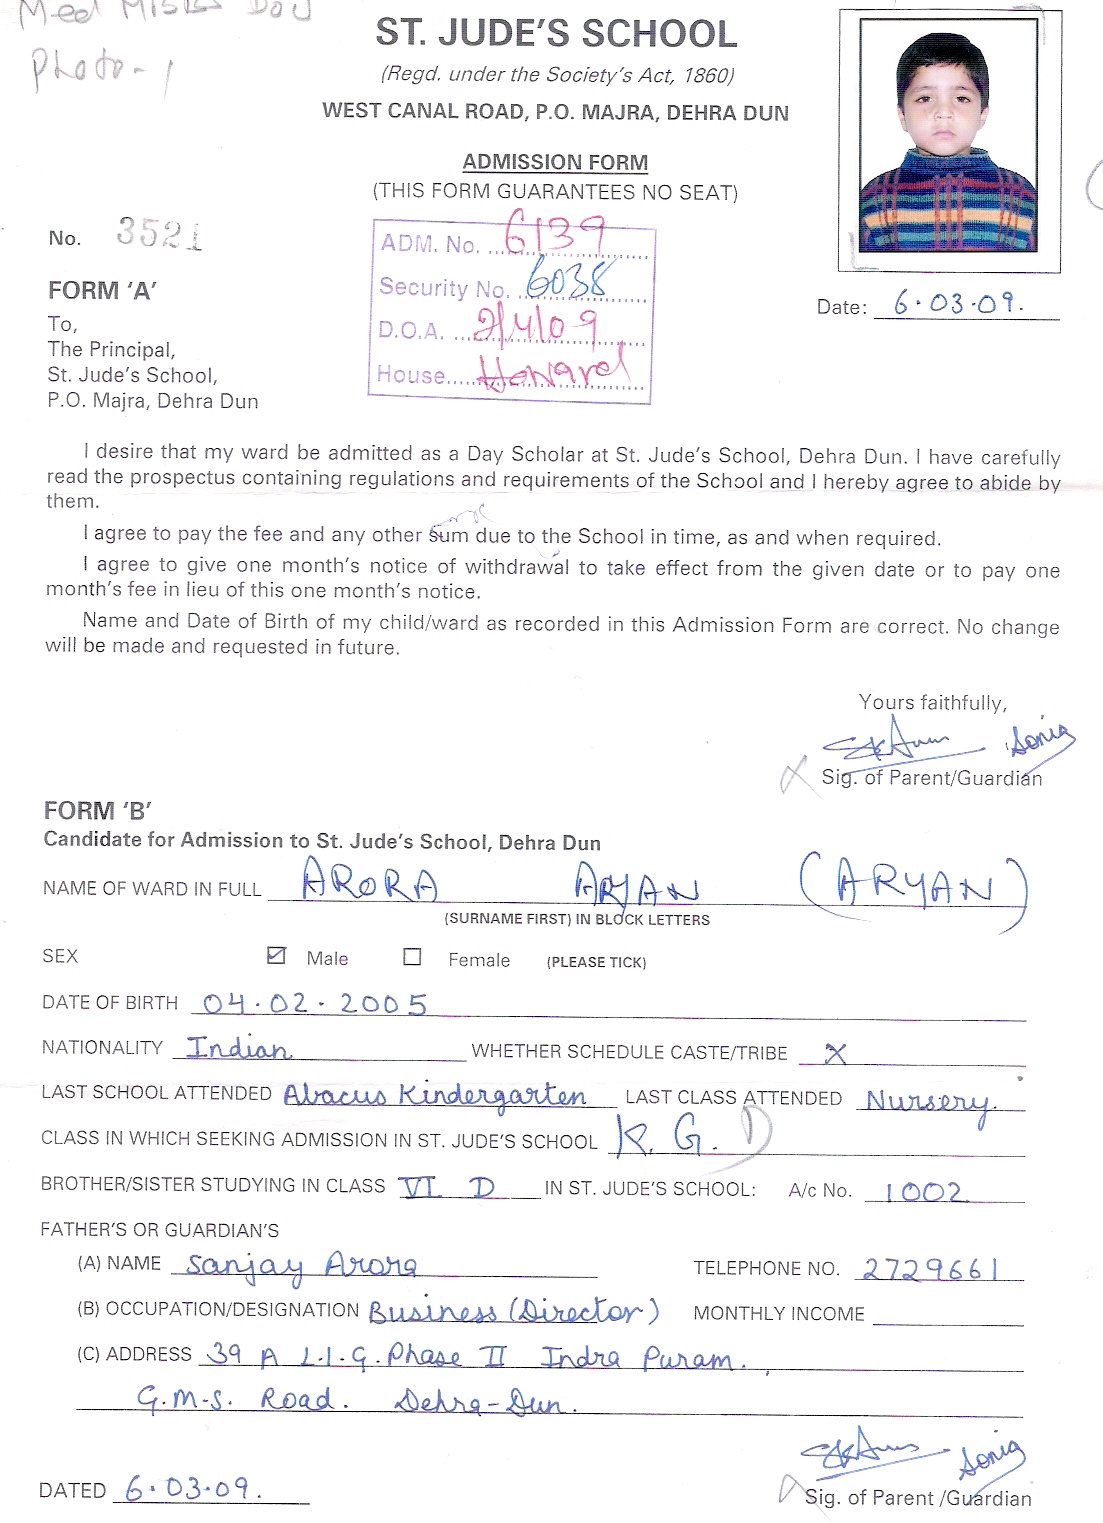 Med
Photo - 1
ST. JUDE'S SCHOOL
(Regd. under the Society's Act, 1860)
WEST CANAL ROAD, P.O. MAJRA, DEHRA DUN
ADMISSION FORM
(THIS FORM GUARANTEES NO SEAT)
No. 3521
ADM. No. 6139
Security No. 6038
D.O.A. 2/4/09
House Howard
Date: 6.03.09.
FORM 'A'
To,
The Principal,
St. Jude's School,
P.O. Majra, Dehra Dun
I desire that my ward be admitted as a Day Scholar at St. Jude's School, Dehra Dun. I have carefully
read the prospectus containing regulations and requirements of the School and I hereby agree to abide by
them.
I agree to pay the fee and any other sum due to the School in time, as and when required.
I agree to give one month's notice of withdrawal to take effect from the given date or to pay one
month's fee in lieu of this one month's notice.
Name and Date of Birth of my child/ward as recorded in this Admission Form are correct. No change
will be made and requested in future.
Yours faithfully,
Sonia
Sig. of Parent/Guardian
FORM 'B'
Candidate for Admission to St. Jude's School, Dehra Dun
NAME OF WARD IN FULL ARORA ARYAN (ARYAN)
(SURNAME FIRST) IN BLOCK LETTERS
SEX Male Female (PLEASE TICK)
DATE OF BIRTH 04.02.2005
NATIONALITY Indian WHETHER SCHEDULE CASTE/TRIBE X
LAST SCHOOL ATTENDED Abacus Kindergarten LAST CLASS ATTENDED Nursery.
CLASS IN WHICH SEEKING ADMISSION IN ST. JUDE'S SCHOOL K.G. D
BROTHER/SISTER STUDYING IN CLASS VI D IN ST. JUDE'S SCHOOL: A/c No. 1002
FATHER'S OR GUARDIAN'S
(A) NAME Sanjay Arora TELEPHONE NO. 2729661
(B) OCCUPATION/DESIGNATION Business (Director) MONTHLY INCOME
(C) ADDRESS 39 A L.I.G. Phase II Indra Puram.
G.M.S. Road. Dehra-Dun.
Sonia
DATED 6.03.09. Sig. of Parent /Guardian